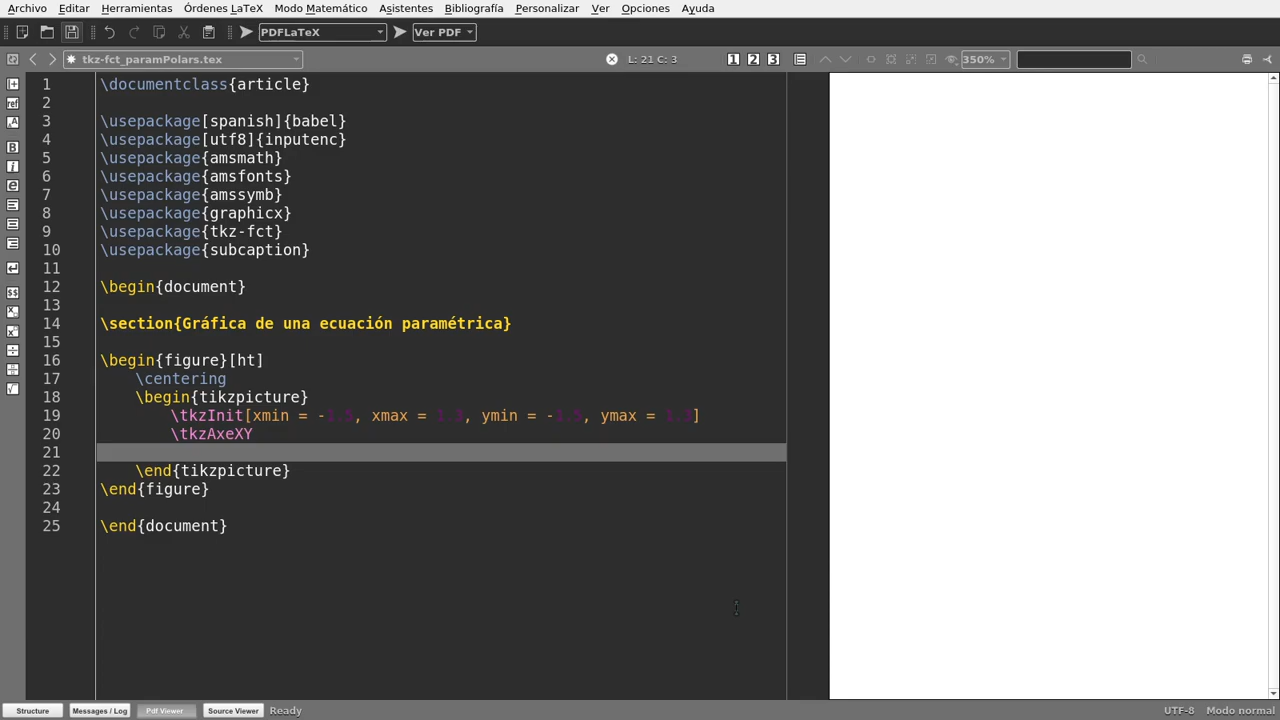 Archivo Editar Herramientas Órdenes LaTeX Modo Matemático Asistentes Bibliografía Personalizar Ver Opciones Ayuda
PDFLaTeX Ver PDF
tkz-fct_paramPolars.tex L: 21 C: 3 1 2 3 350%
1 \documentclass{article}
2
3 \usepackage[spanish]{babel}
4 \usepackage[utf8]{inputenc}
5 \usepackage{amsmath}
6 \usepackage{amsfonts}
7 \usepackage{amssymb}
8 \usepackage{graphicx}
9 \usepackage{tkz-fct}
10 \usepackage{subcaption}
11
12 \begin{document}
13
14 \section{Gráfica de una ecuación paramétrica}
15
16 \begin{figure}[ht]
17 \centering
18 \begin{tikzpicture}
19 \tkzInit[xmin = - , xmax = , ymin = - , ymax = ]
20 \tkzAxeXY
21
22 \end{tikzpicture}
23 \end{figure}
24
25 \end{document}
Structure Messages / Log Pdf Viewer Source Viewer Ready UTF-8 Modo normal